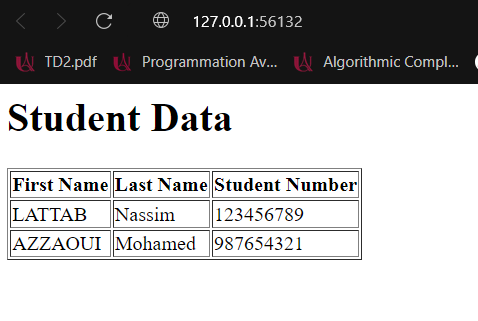 127.0.0.1:56132
TD2.pdf Programmation Av... Algorithmic Compl...
Student Data
First Name Last Name Student Number
LATTAB Nassim 123456789
AZZAOUI Mohamed 987654321